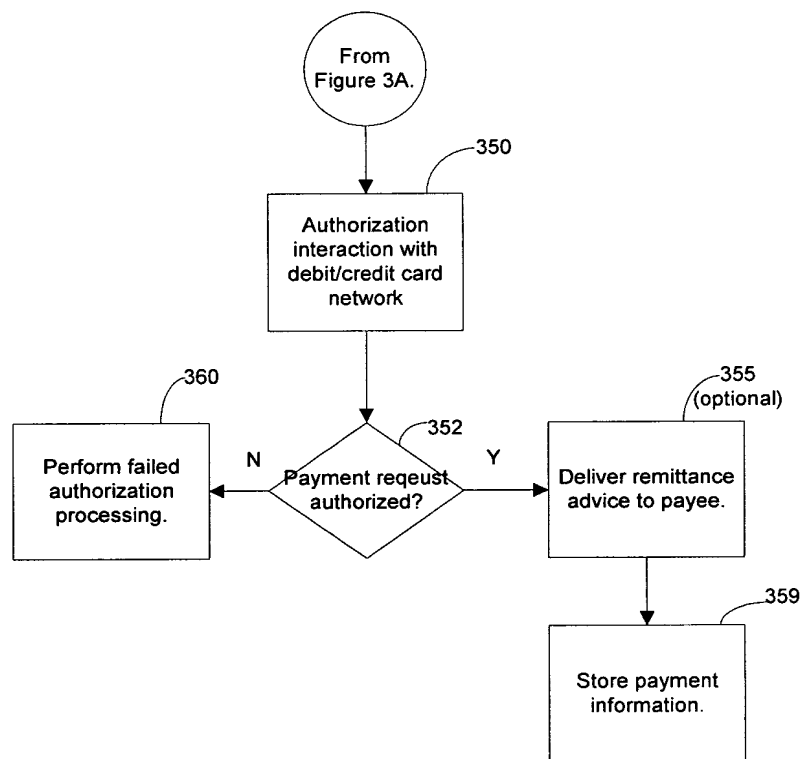 From
Figure 3A.
350
Authorization
interaction with
debit/credit card
network
360
352
355
(optional)
Perform failed
authorization
processing.
N
Payment reqeust
authorized?
Y
Deliver remittance
advice to payee.
359
Store payment
information.